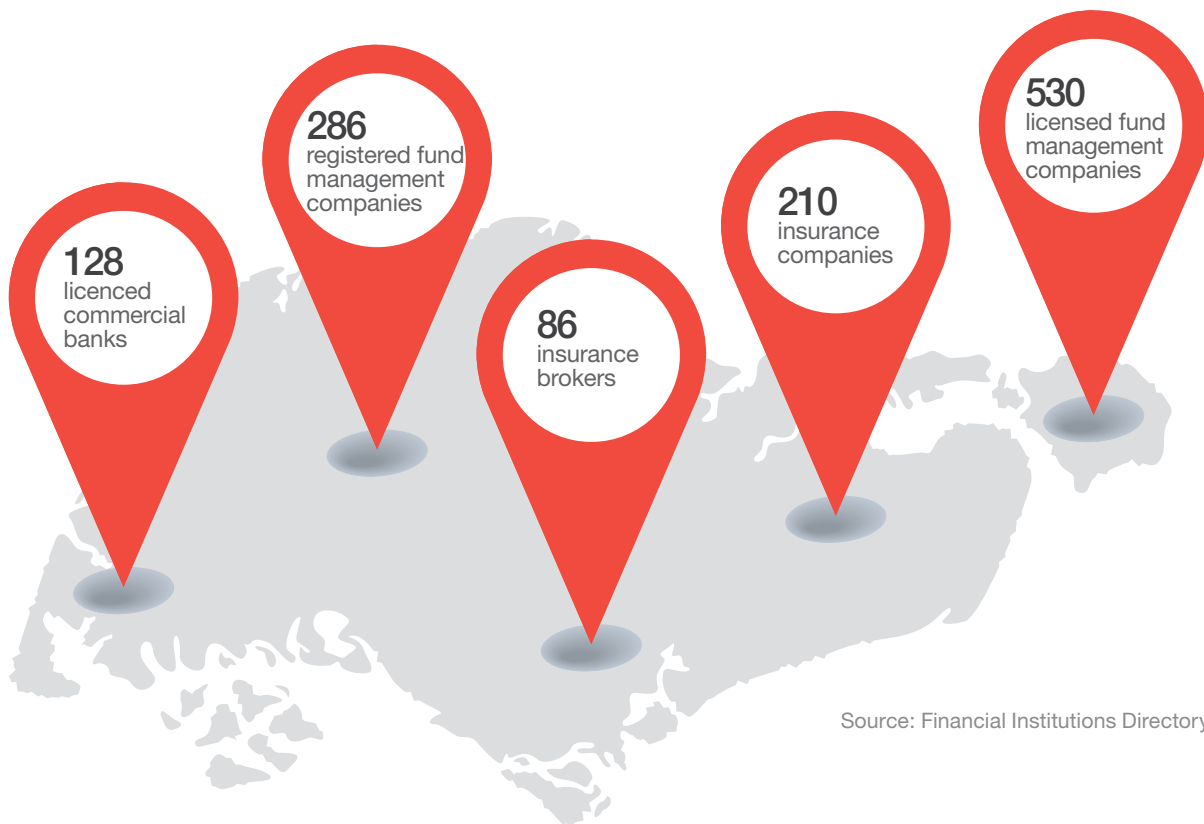 128
licenced
commercial
banks
286
registered fund
management
companies
86
insurance
brokers
210
insurance
companies
530
licensed fund
management
companies
Source: Financial Institutions Directory